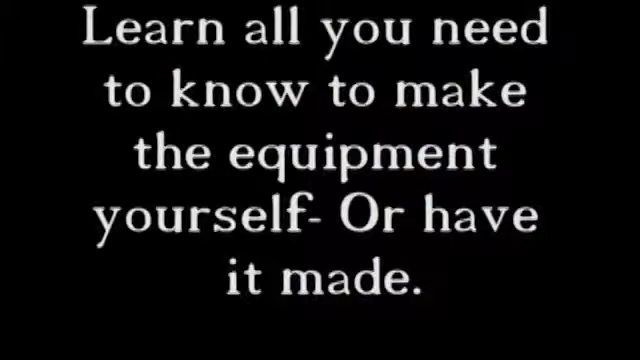 Learn all you need
to know to make
the equipment
yourself- Or have
it made.